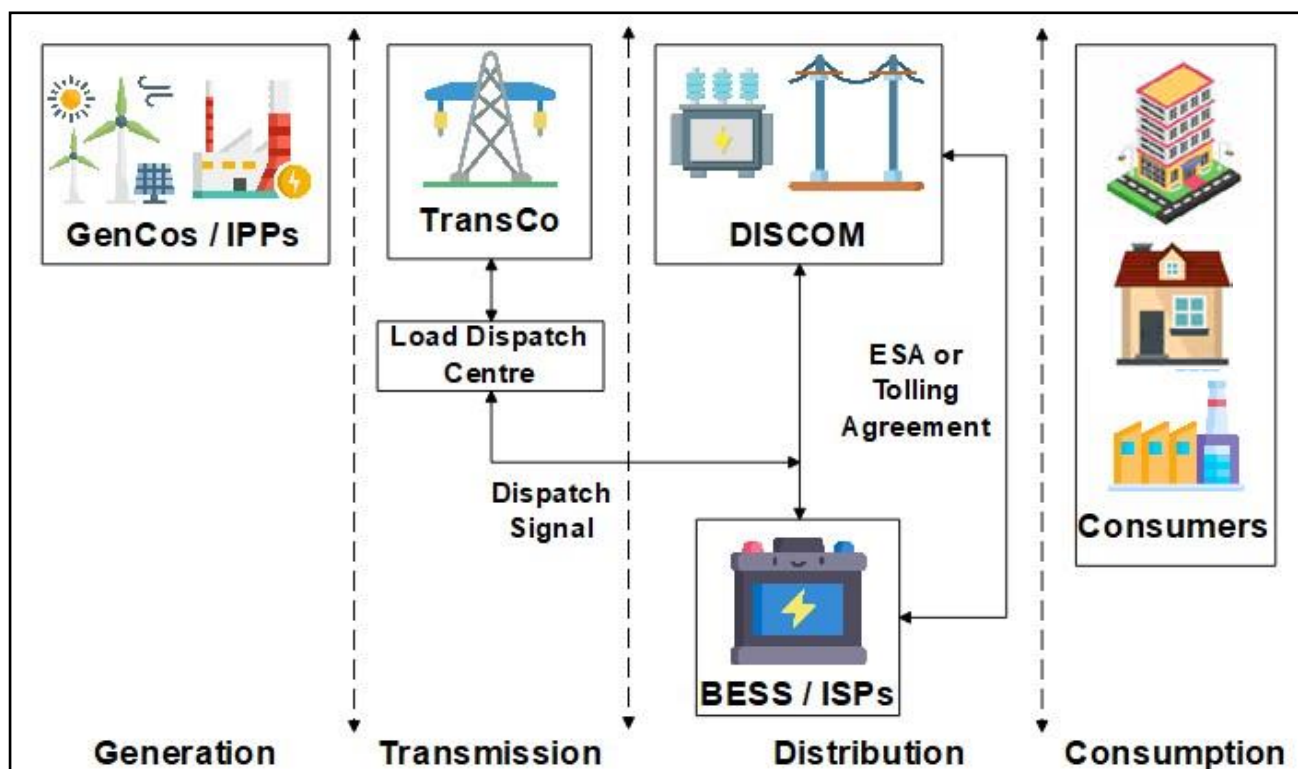 GenCos / IPPs
TransCo
DISCOM
Load Dispatch
Centre
ESA or
Tolling
Agreement
Dispatch
Signal
Consumers
BESS / ISPs
Generation
Transmission
Distribution
Consumption